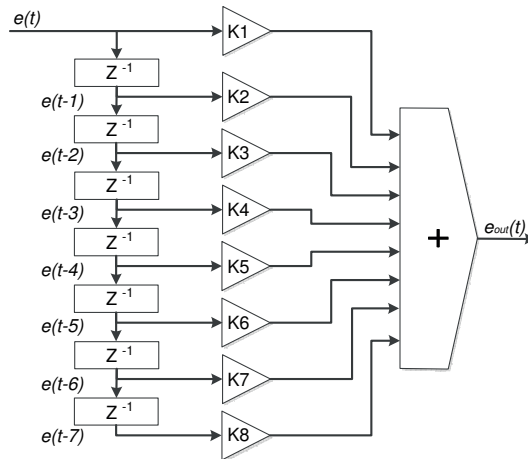 e(t)
K1
Z -1
e(t-1)
K2
Z -1
e(t-2)
K3
Z -1
e(t-3)
K4
Z -1
e(t-4)
K5
Z -1
e(t-5)
K6
Z -1
e(t-6)
K7
Z -1
e(t-7)
K8
+
eout(t)